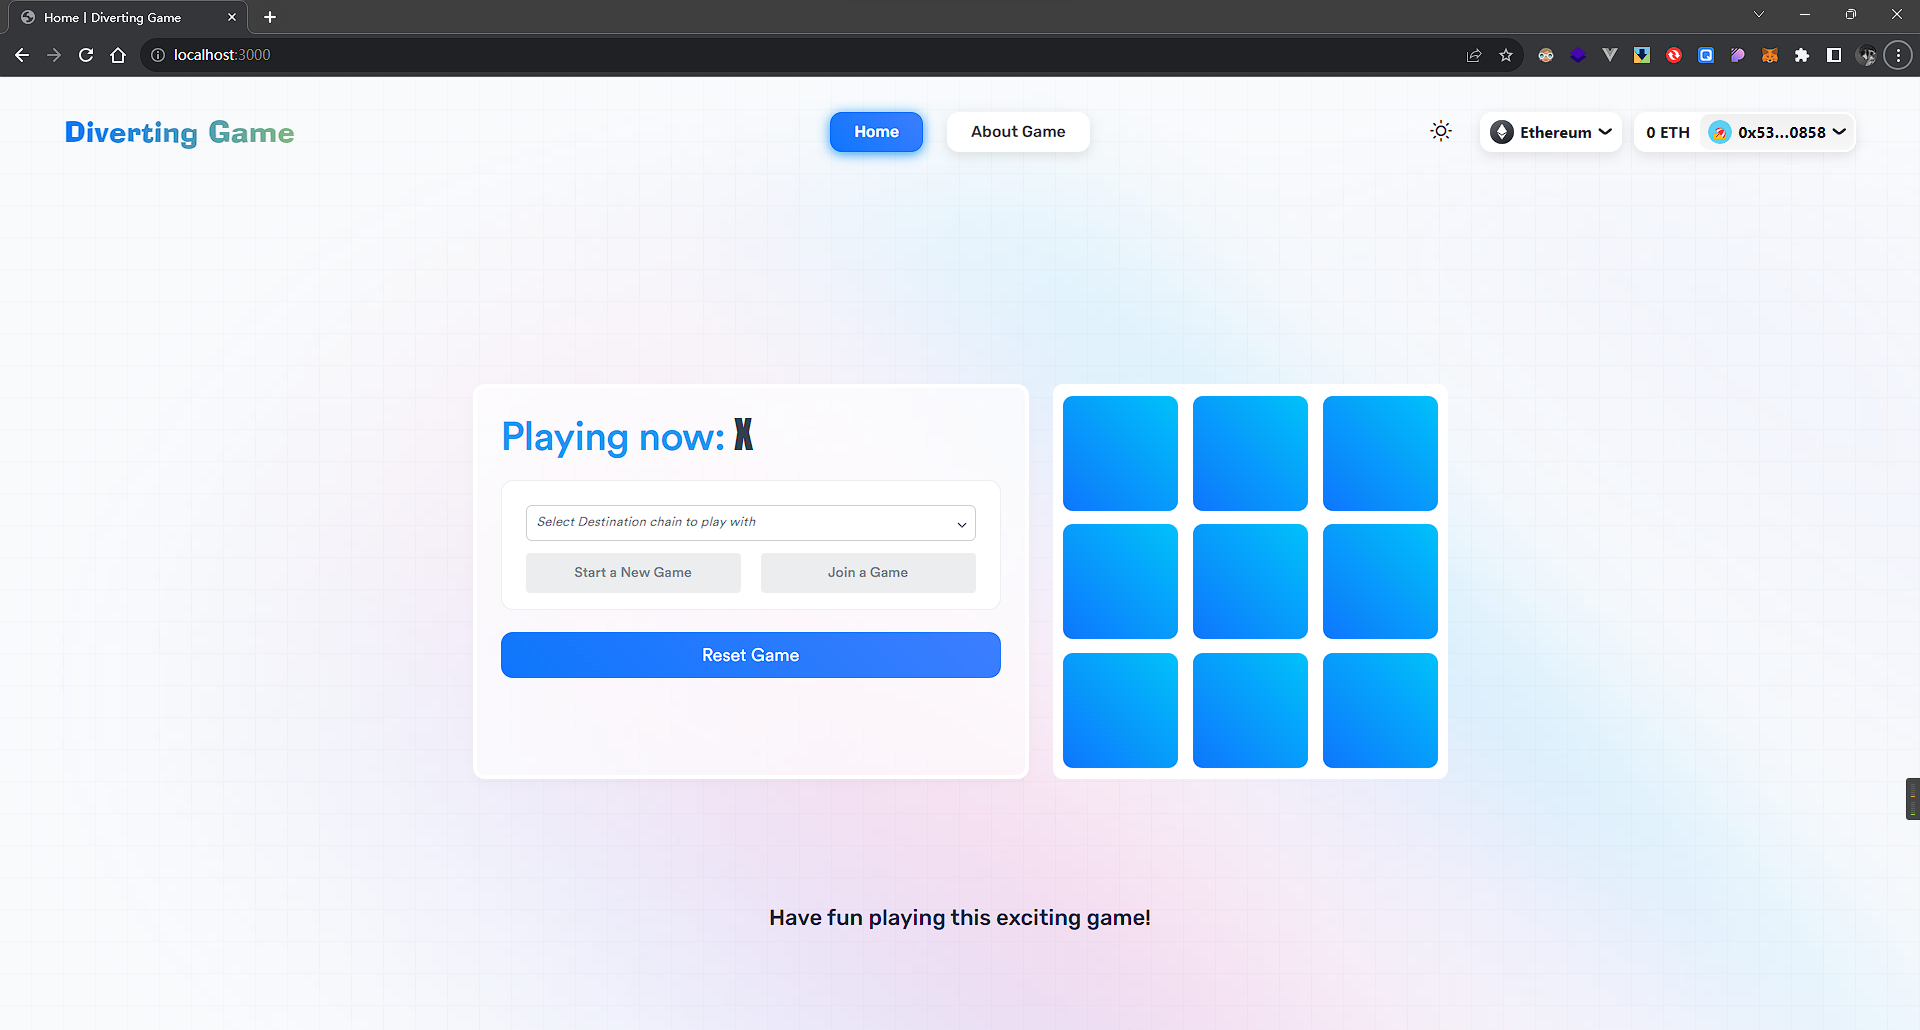 Home | Diverting Game
localhost:3000
Diverting Game
Home
About Game
Ethereum
0 ETH
0x53...0858
Playing now: X
Select Destination chain to play with
Start a New Game
Join a Game
Reset Game
Have fun playing this exciting game!